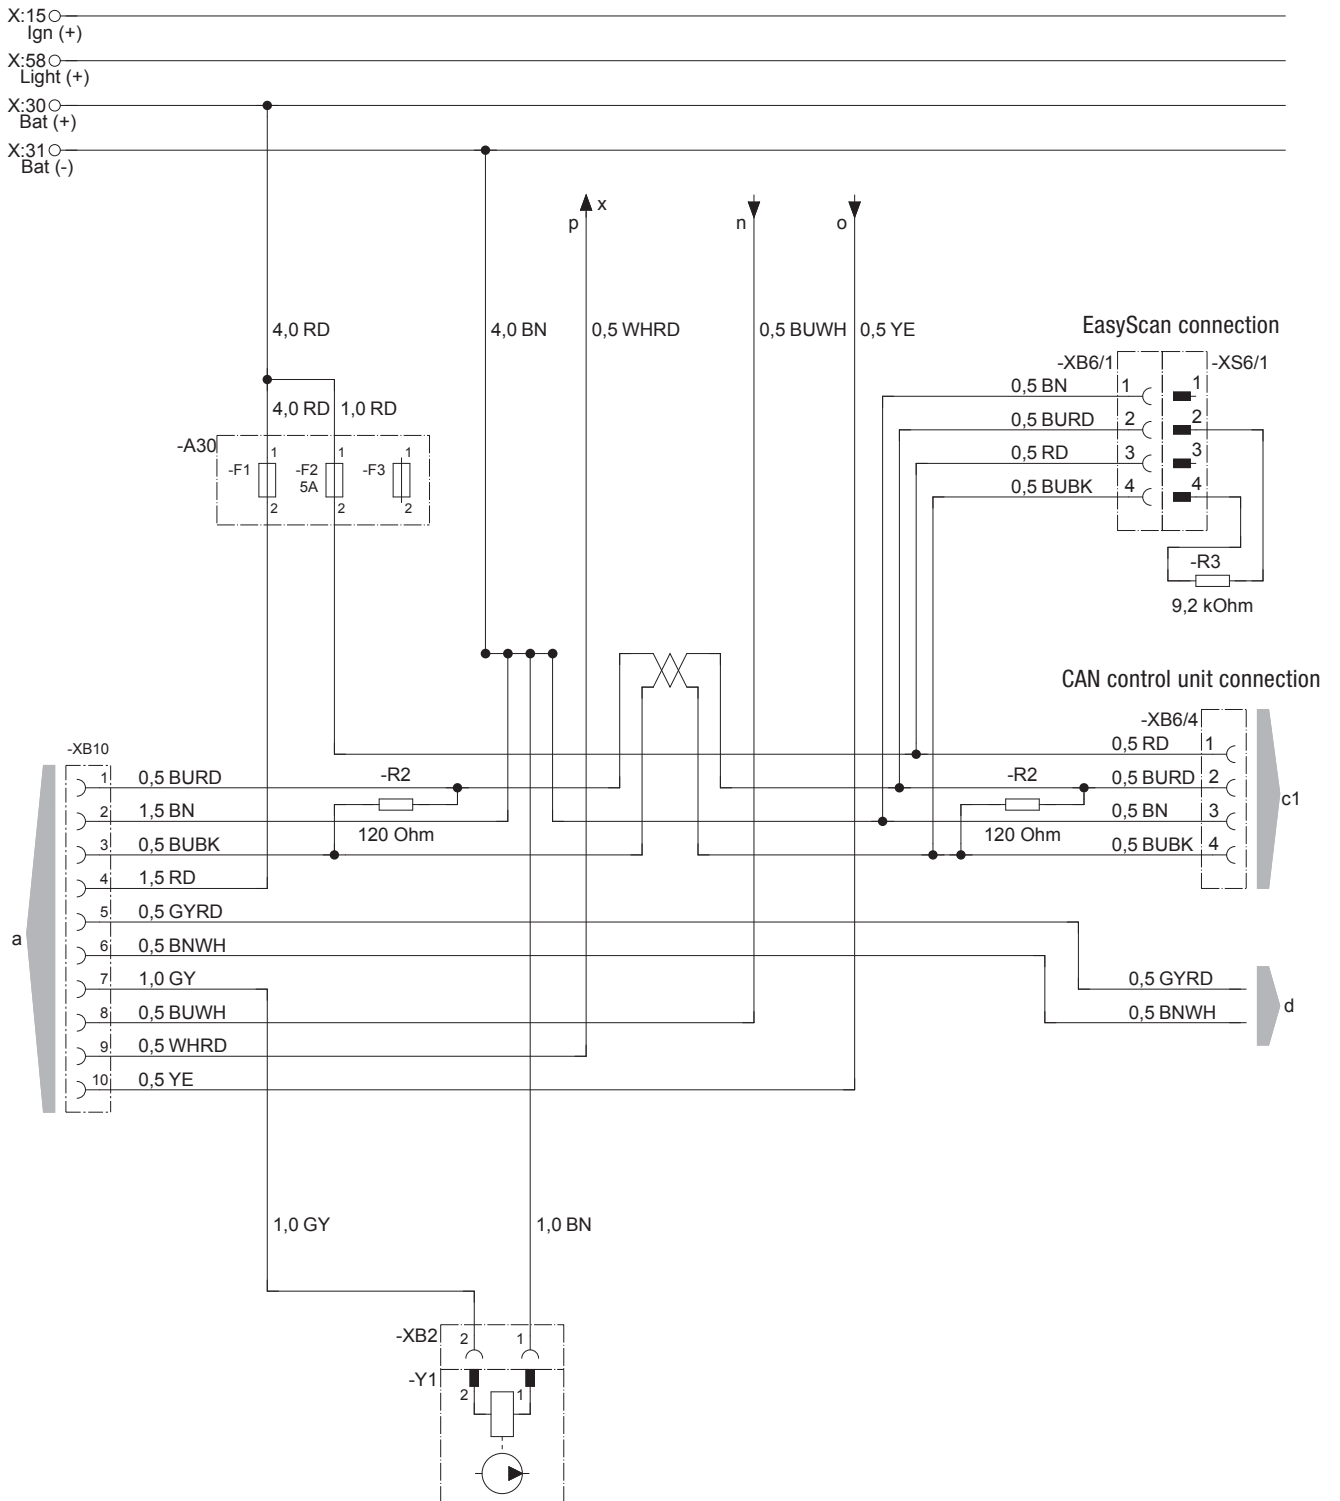 X:15
Ign (+)
X:58
Light (+)
X:30
Bat (+)
X:31
Bat (-)
p x
n
o
4,0 RD
4,0 BN
0,5 WHRD
0,5 BUWH
0,5 YE
EasyScan connection
-XB6/1
-XS6/1
0,5 BN 1 1
0,5 BURD 2 2
0,5 RD 3 3
0,5 BUBK 4 4
-R3
9,2 kOhm
4,0 RD
1,0 RD
-A30
-F1 1 2
-F2 5A 1 2
-F3 1 2
CAN control unit connection
-XB6/4
0,5 RD 1
0,5 BURD 2
0,5 BN 3
0,5 BUBK 4
c1
-R2
120 Ohm
-R2
120 Ohm
-XB10
a
1 0,5 BURD
2 1,5 BN
3 0,5 BUBK
4 1,5 RD
5 0,5 GYRD
6 0,5 BNWH
7 1,0 GY
8 0,5 BUWH
9 0,5 WHRD
10 0,5 YE
0,5 GYRD
0,5 BNWH
d
1,0 GY
1,0 BN
-XB2 2 1
-Y1
2 1